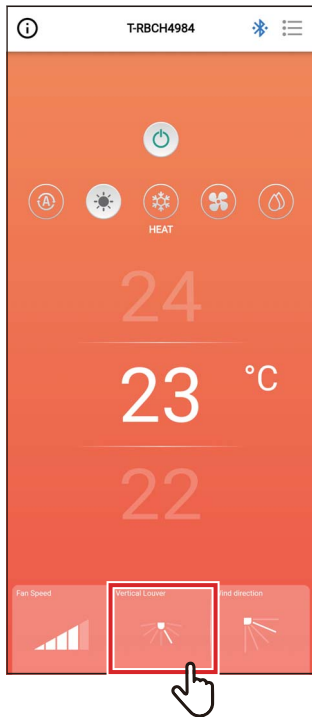 T-RBCH4984
A
HEAT
24
23 °C
22
Fan Speed
Vertical Louver
Wind direction